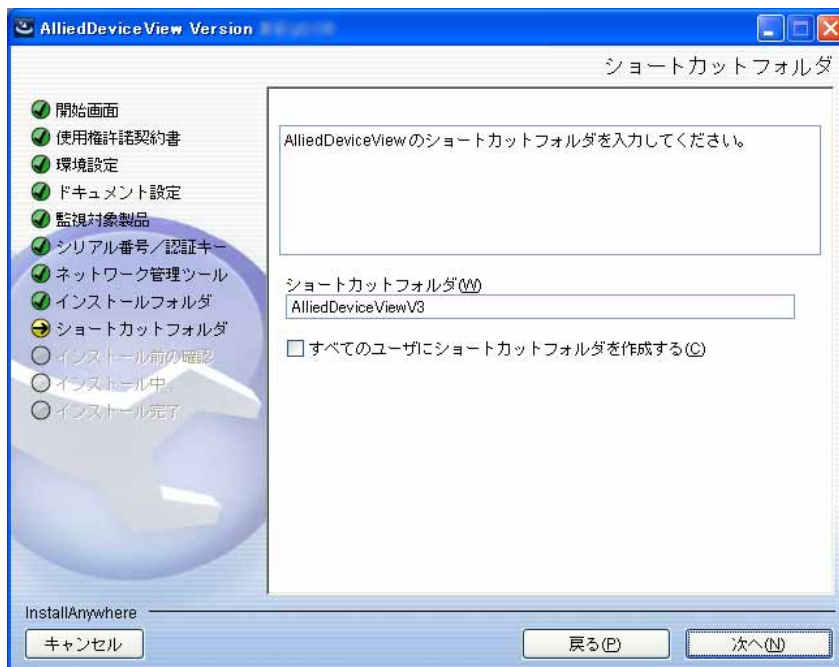 AlliedDeviceView Version
ショートカットフォルダ
開始画面
使用権許諾契約書
環境設定
ドキュメント設定
監視対象製品
シリアル番号／認証キー
ネットワーク管理ツール
インストールフォルダ
ショートカットフォルダ
インストール前の確認
インストール中..
インストール完了
AlliedDeviceViewのショートカットフォルダを入力してください。
ショートカットフォルダ(W)
AlliedDeviceViewV3
すべてのユーザにショートカットフォルダを作成する(C)
InstallAnywhere
キャンセル
戻る(P)
次へ(N)